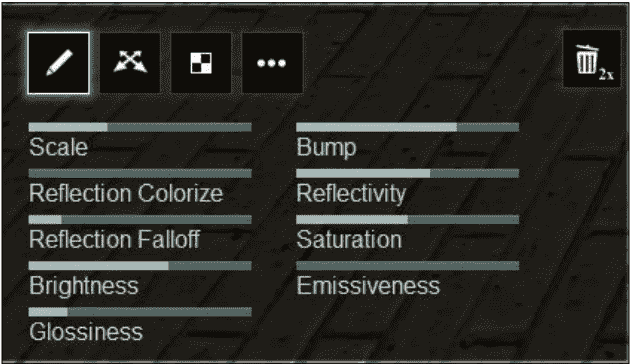 2x
Scale
Bump
Reflection Colorize
Reflectivity
Reflection Falloff
Saturation
Brightness
Emissiveness
Glossiness